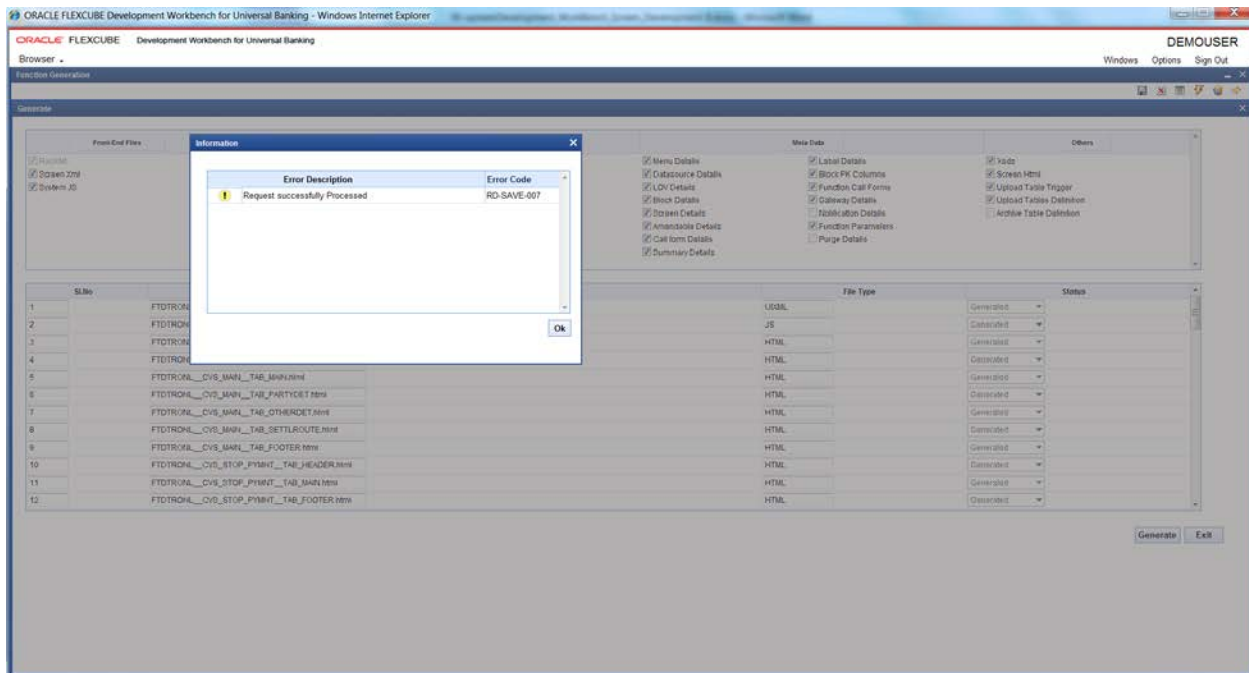 ORACLE FLEXCUBE Development Workbench for Universal Banking - Windows Internet Explorer
ORACLE FLEXCUBE Development Workbench for Universal Banking DEMOUSER
Browser Windows Options Sign Out
Function Generation
Generate
Front End Files Meta Data Others
Information
Error Description Error Code
Request successfully Processed RD-SAVE-007
Ok
Screen Xml
System JS
Menu Details Label Details Xsds
Datasource Details Block PK Columns Screen Html
LOV Details Function Call Forms Upload Table Trigger
Block Details Gateway Details Upload Tables Definition
Screen Details Notification Details Archive Table Definition
Amendable Details Function Parameters
Call form Details Purge Details
Summary Details
Sl.No File Type Status
1 UIXML Generated
2 JS Generated
3 HTML Generated
4 HTML Generated
5 FTDTRONL__CVS_MAIN__TAB_MAIN.html HTML Generated
6 FTDTRONL__CVS_MAIN__TAB_PARTYDET.html HTML Generated
7 FTDTRONL__CVS_MAIN__TAB_OTHERDET.html HTML Generated
8 FTDTRONL__CVS_MAIN__TAB_SETTLROUTE.html HTML Generated
9 FTDTRONL__CVS_MAIN__TAB_FOOTER.html HTML Generated
10 FTDTRONL__CVS_STOP_PYMNT__TAB_HEADER.html HTML Generated
11 FTDTRONL__CVS_STOP_PYMNT__TAB_MAIN.html HTML Generated
12 FTDTRONL__CVS_STOP_PYMNT__TAB_FOOTER.html HTML Generated
Generate Exit